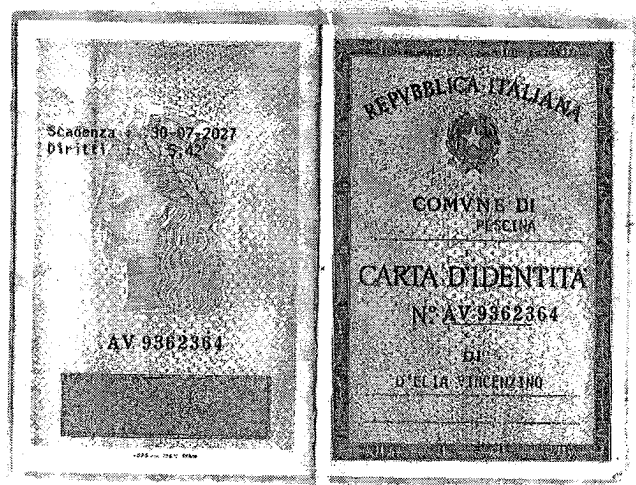 Scadenza : 30-07-2027
Diritti : 5,42
AV 9362364
REPVBBLICA ITALIANA
COMVNE DI
PESCINA
CARTA D'IDENTITA
N° AV 9362364
DI
D'ELIA VINCENZINO